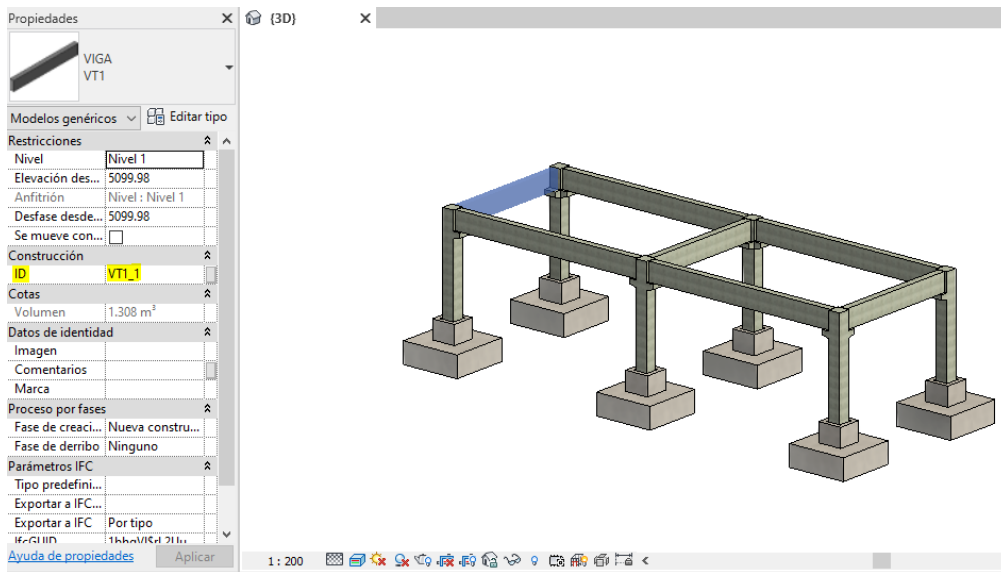 Propiedades
{3D}
VIGA
VT1
Modelos genéricos
Editar tipo
Restricciones
Nivel Nivel 1
Elevación des... 5099.98
Anfitrión Nivel : Nivel 1
Desfase desde... 5099.98
Se mueve con...
Construcción
ID VT1_1
Cotas
Volumen 1.308 m³
Datos de identidad
Imagen
Comentarios
Marca
Proceso por fases
Fase de creaci... Nueva constru...
Fase de derribo Ninguno
Parámetros IFC
Tipo predefini...
Exportar a IFC...
Exportar a IFC Por tipo
IfcGUID
Ayuda de propiedades Aplicar
1 : 200